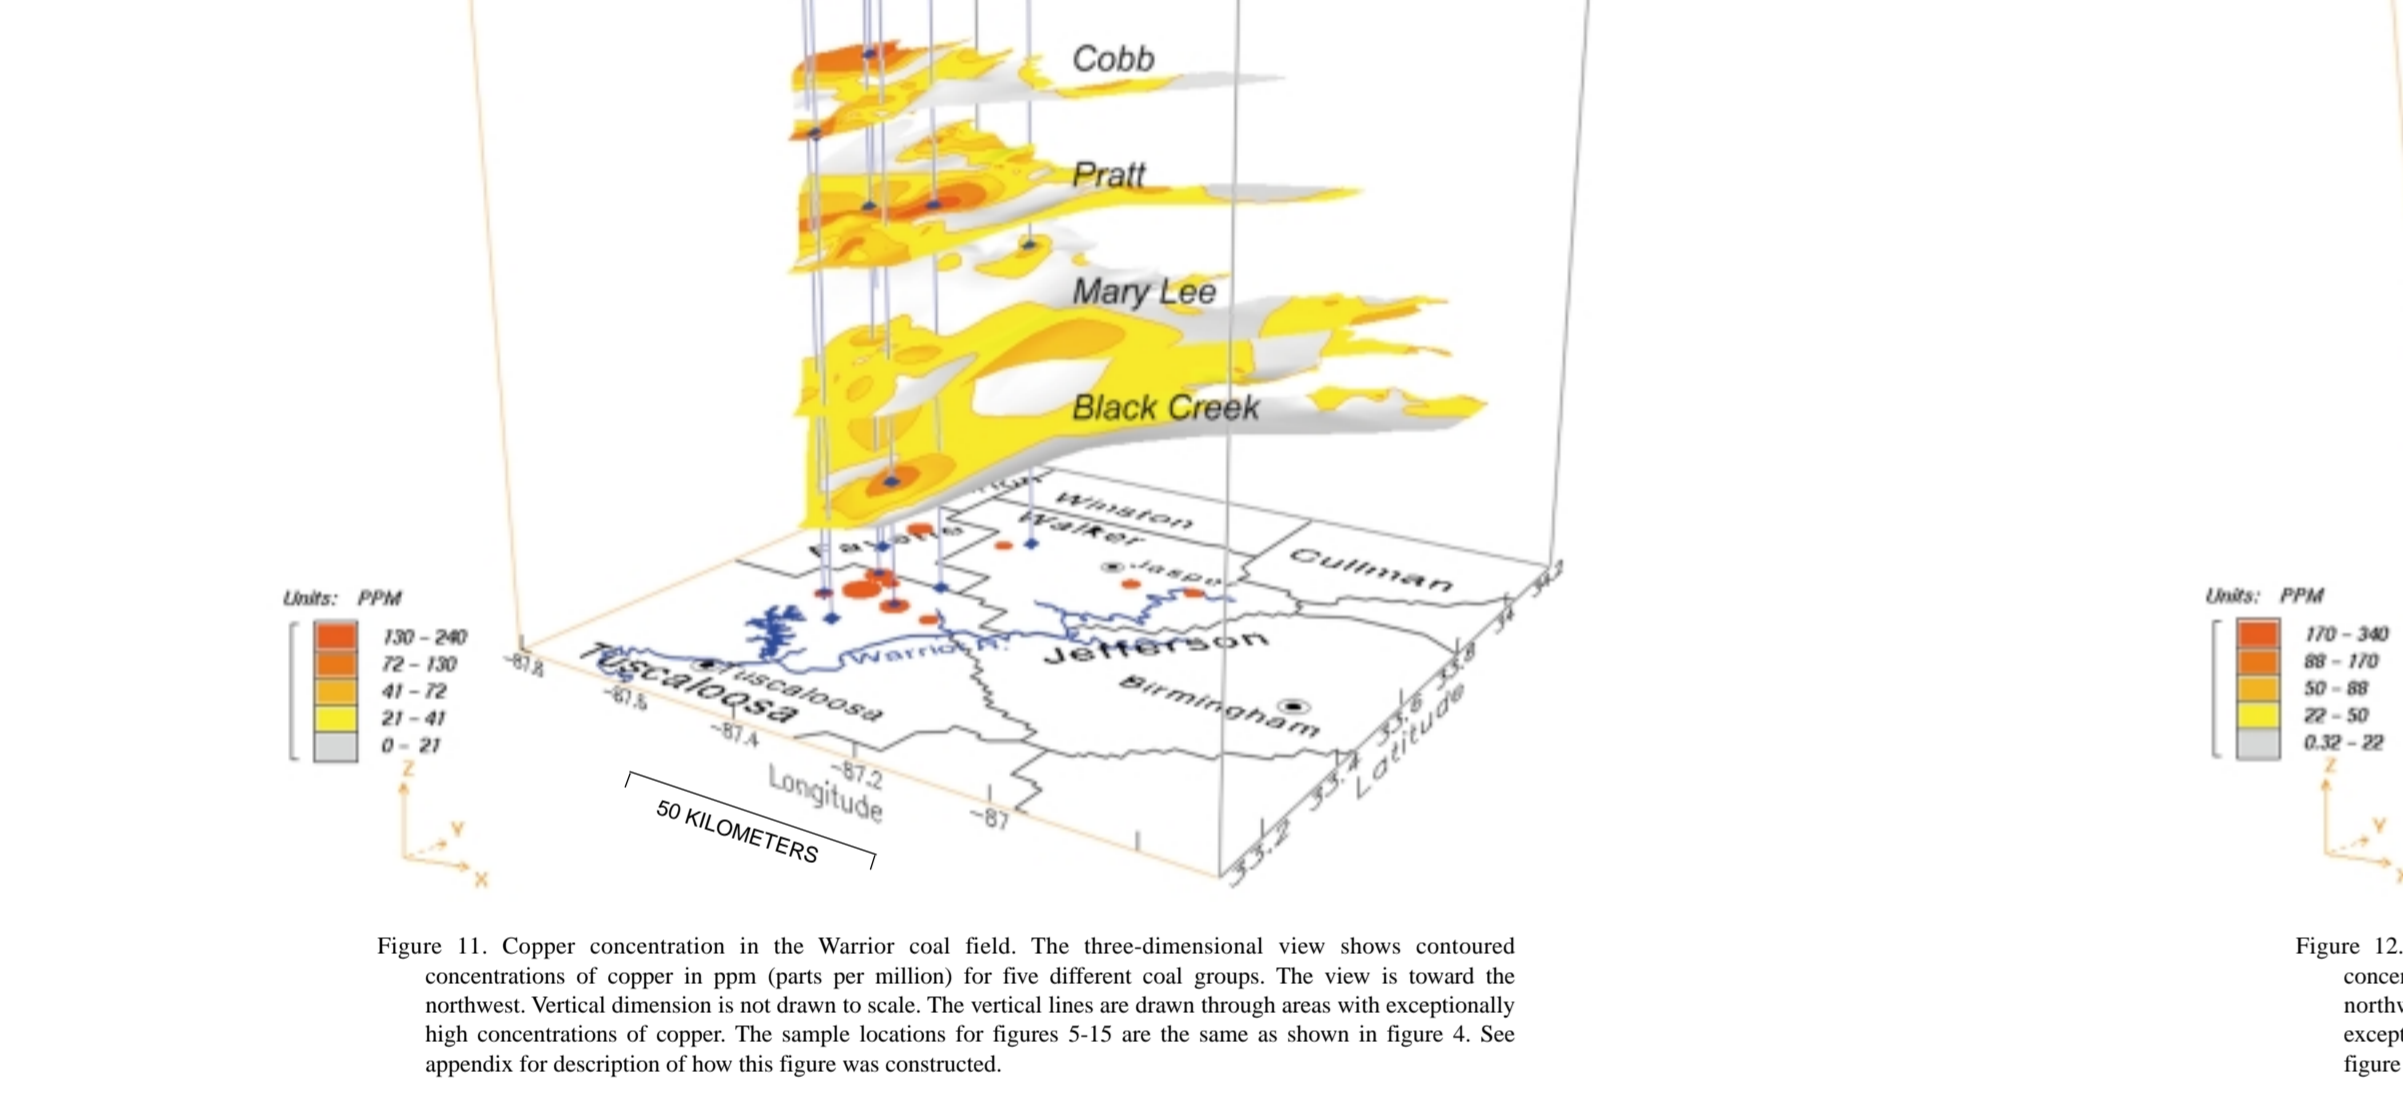 Cobb
Pratt
Mary Lee
Black Creek
Winston
Walker
Cullman
Jefferson
Birmingham
Tuscaloosa
Tuscaloosa
Units: PPM
130 – 240
72 – 130
41 – 72
21 – 41
0 – 21
Z
Y
X
-87.8
-87.6
-87.4
-87.2
-87
Longitude
33.2
33.4
33.6
33.8
34
34.2
Latitude
50 KILOMETERS
Figure 11. Copper concentration in the Warrior coal field. The three-dimensional view shows contoured
concentrations of copper in ppm (parts per million) for five different coal groups. The view is toward the
northwest. Vertical dimension is not drawn to scale. The vertical lines are drawn through areas with exceptionally
high concentrations of copper. The sample locations for figures 5-15 are the same as shown in figure 4. See
appendix for description of how this figure was constructed.
Units: PPM
170 – 340
88 – 170
50 – 88
22 – 50
0.32 – 22
Z
Y
Figure 12.
figure